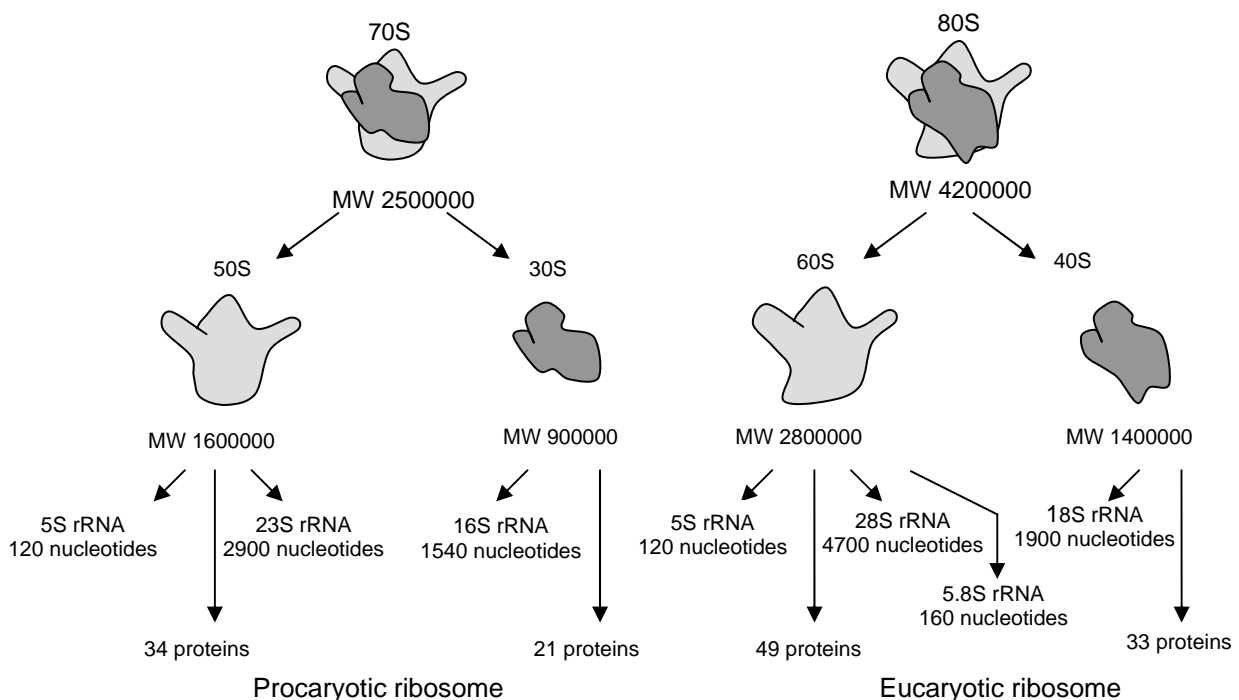 70S
80S
MW 2500000
MW 4200000
50S
30S
60S
40S
MW 1600000
MW 900000
MW 2800000
MW 1400000
5S rRNA
120 nucleotides
23S rRNA
2900 nucleotides
16S rRNA
1540 nucleotides
5S rRNA
120 nucleotides
28S rRNA
4700 nucleotides
18S rRNA
1900 nucleotides
5.8S rRNA
160 nucleotides
34 proteins
21 proteins
49 proteins
33 proteins
Procaryotic ribosome
Eucaryotic ribosome